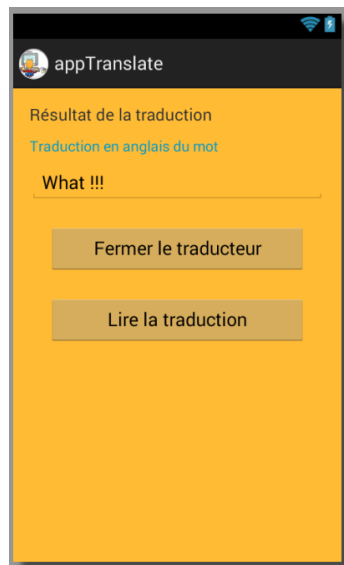 appTranslate
Résultat de la traduction
Traduction en anglais du mot
What !!!
Fermer le traducteur
Lire la traduction